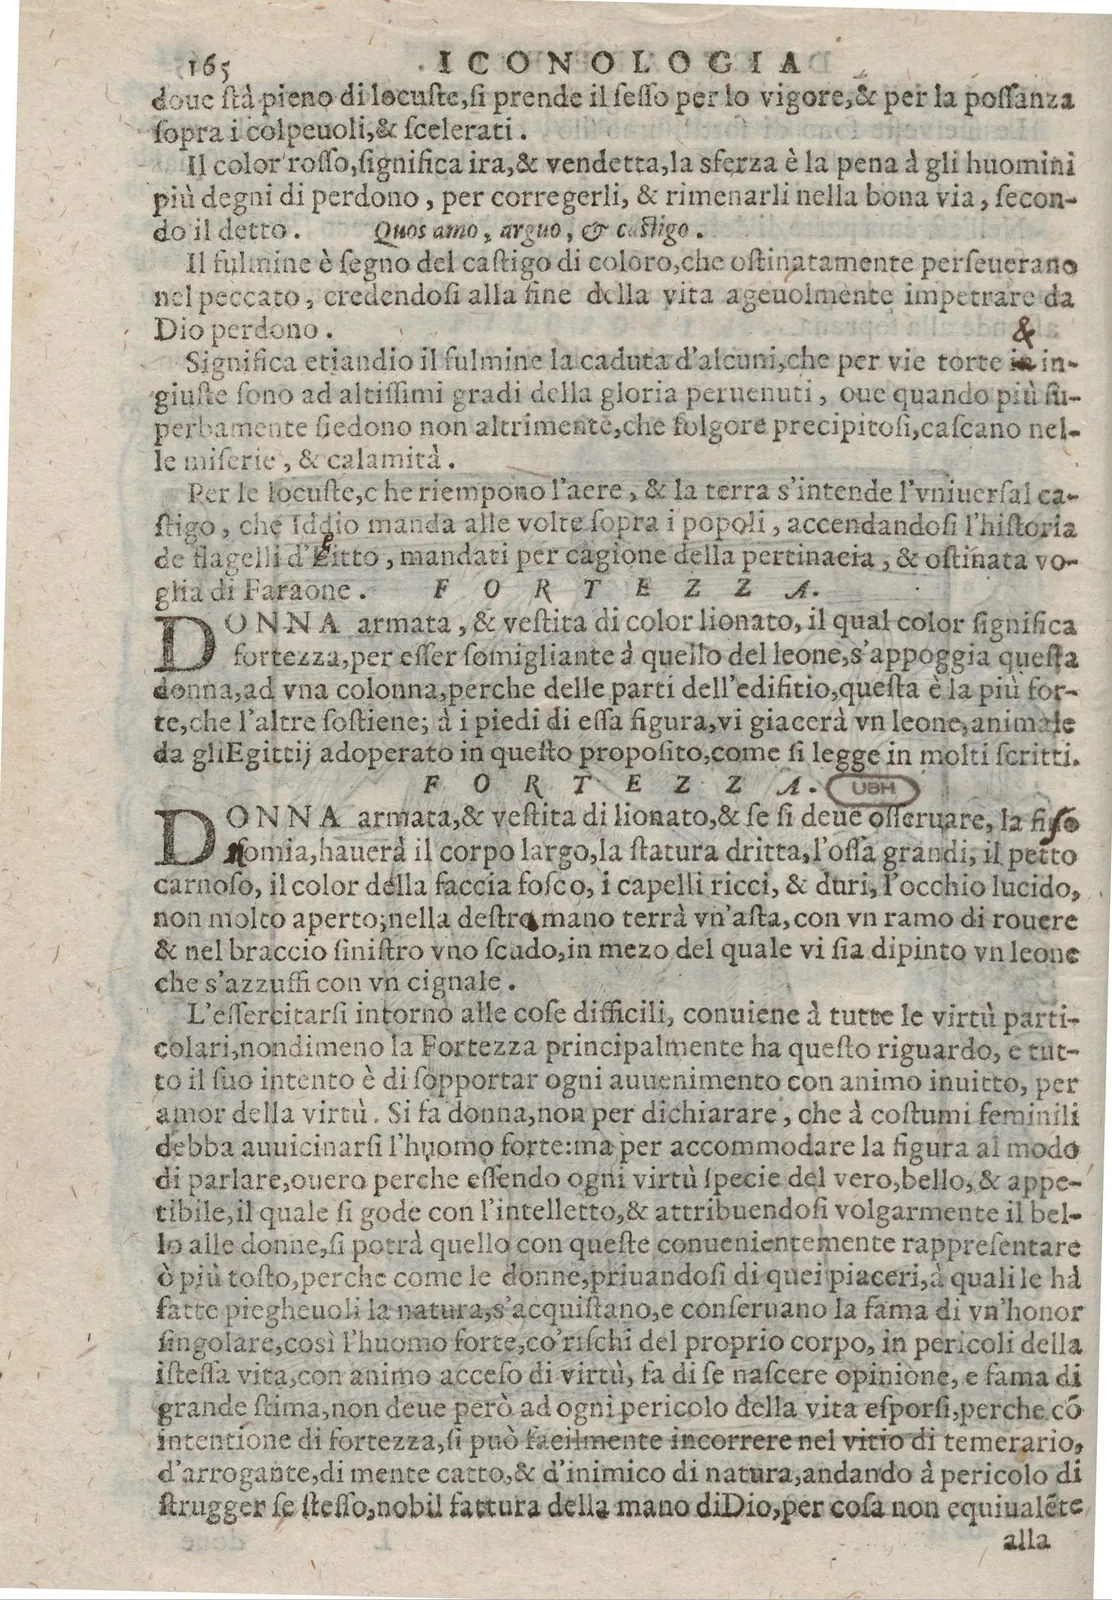 165 ICONOLOGIA
doue stà pieno di locuste,si prende il sesso per lo vigore,& per la possanza
sopra i colpeuoli,& scelerati.
Il color rosso,significa ira,& vendetta,la sferza è la pena à gli huomini
più degni di perdono, per corregerli, & rimenarli nella bona via, secon-
do il detto. Quos amo, arguo, & castigo.
Il fulmine è segno del castigo di coloro,che ostinatamente perseuerano
nel peccato, credendosi alla fine della vita ageuolmente impetrare da
Dio perdono. &
Significa etiandio il fulmine la caduta d'alcuni,che per vie torte in in-
giuste sono ad altissimi gradi della gloria peruenuti, oue quando più su-
perbamente siedono non altrimente,che folgore precipitosi,cascano nel-
le miserie, & calamità.
Per le locuste,c he riempono l'aere, & la terra s'intende l'vniuersal ca-
stigo, che Iddio manda alle volte sopra i popoli, accendandosi l'historia
de flagelli d'Egitto, mandati per cagione della pertinacia, & ostinata vo-
glia di Faraone. FORTEZZA.
DONNA armata, & vestita di color lionato, il qual color significa
fortezza,per esser somigliante à quello del leone,s'appoggia questa
donna,ad vna colonna,perche delle parti dell'edifitio,questa è la più for-
te,che l'altre sostiene; à i piedi di essa figura,vi giacerà vn leone,animale
da gliEgittij adoperato in questo proposito,come si legge in molti scritti.
FORTEZZA. UBH
DONNA armata,& vestita di lionato,& se si deue osseruare, la fiso
nomia,hauerà il corpo largo,la statura dritta,l'ossa grandi, il petto
carnoso, il color della faccia fosco, i capelli ricci, & duri, l'occhio lucido,
non molto aperto;nella destra mano terrà vn'asta,con vn ramo di rouere
& nel braccio sinistro vno scudo,in mezo del quale vi sia dipinto vn leone
che s'azzuffi con vn cignale.
L'essercitarsi intorno alle cose difficili, conuiene à tutte le virtù parti-
colari,nondimeno la Fortezza principalmente ha questo riguardo, e tut-
to il suo intento è di sopportar ogni auuenimento con animo inuitto, per
amor della virtù. Si fa donna,non per dichiarare, che à costumi feminili
debba auuicinarsi l'huomo forte:ma per accommodare la figura al modo
di parlare,ouero perche essendo ogni virtù specie del vero,bello,& appe-
tibile,il quale si gode con l'intelletto,& attribuendosi volgarmente il bel-
lo alle donne,si potrà quello con queste conuenientemente rappresentare
ò più tosto,perche come le donne,priuandosi di quei piaceri,à quali le hà
fatte piegheuoli la natura,s'acquistano,e conseruano la fama di vn'honor
singolare,così l'huomo forte,co'rischi del proprio corpo, in pericoli della
istessa vita,con animo acceso di virtù, fa di se nascere opinione, e fama di
grande stima,non deue però ad ogni pericolo della vita esporsi,perche cõ
intentione di fortezza,si può facilmente incorrere nel vitio di temerario,
d'arrogante,di mente catto,& d'inimico di natura,andando à pericolo di
strugger se stesso,nobil fattura della mano diDio,per cosa non equiualẽte
alla